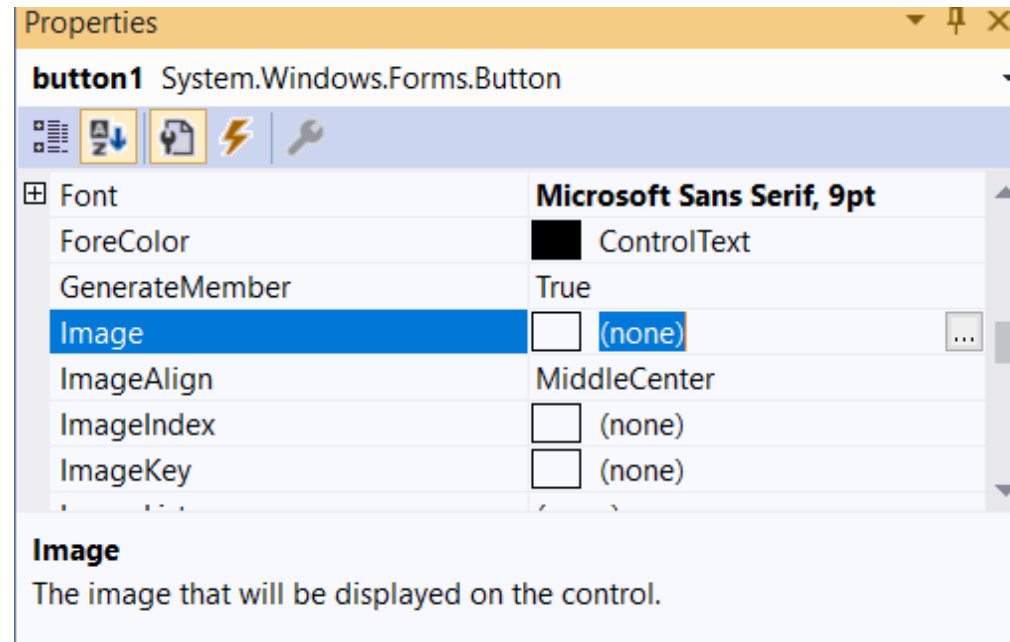 Properties
button1 System.Windows.Forms.Button
Font Microsoft Sans Serif, 9pt
ForeColor ControlText
GenerateMember True
Image (none) ...
ImageAlign MiddleCenter
ImageIndex (none)
ImageKey (none)
Image
The image that will be displayed on the control.